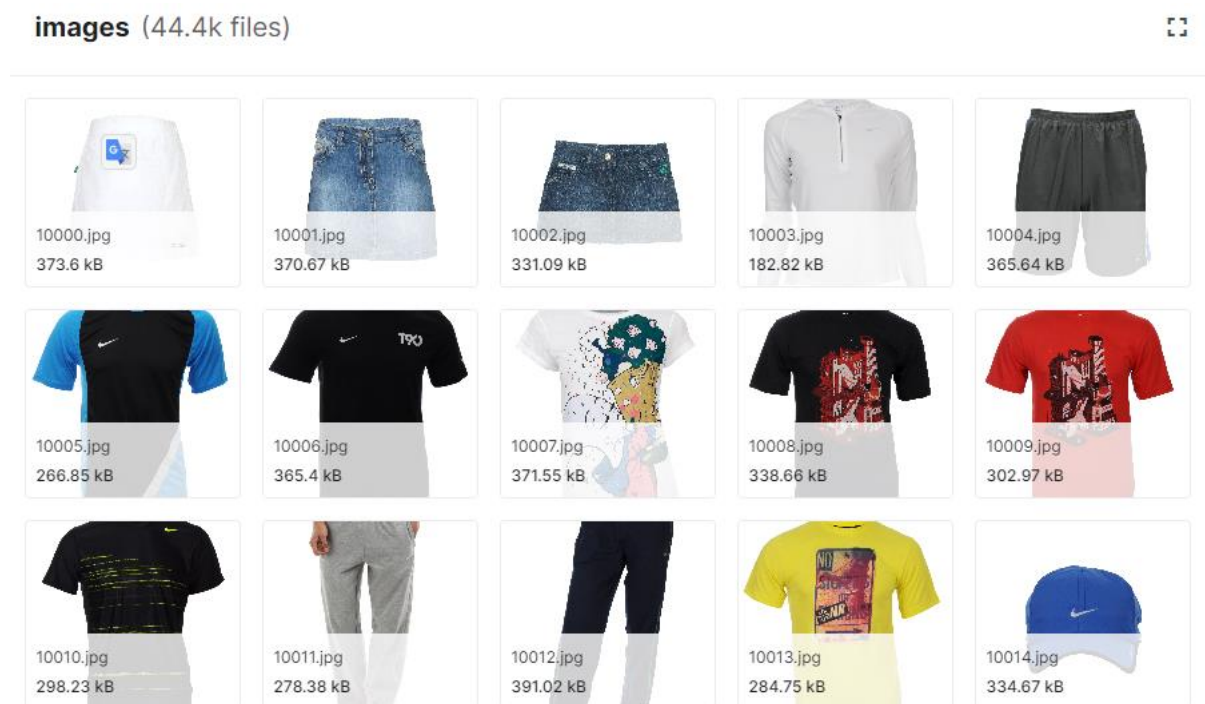 images (44.4k files)
10000.jpg
373.6 kB
10001.jpg
370.67 kB
10002.jpg
331.09 kB
10003.jpg
182.82 kB
10004.jpg
365.64 kB
10005.jpg
266.85 kB
T90
10006.jpg
365.4 kB
10007.jpg
371.55 kB
10008.jpg
338.66 kB
10009.jpg
302.97 kB
10010.jpg
298.23 kB
10011.jpg
278.38 kB
10012.jpg
391.02 kB
NO
10013.jpg
284.75 kB
10014.jpg
334.67 kB